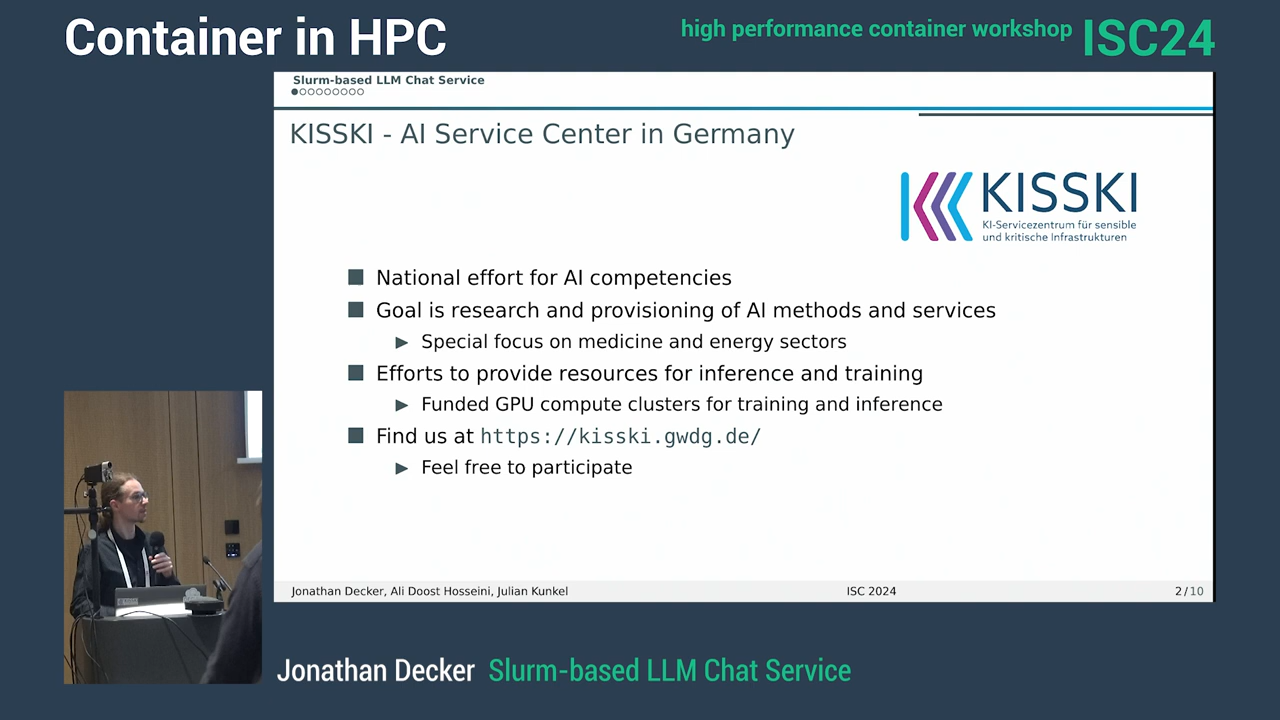 Container in HPC
high performance container workshop ISC24
Slurm-based LLM Chat Service
KISSKI - AI Service Center in Germany
KISSKI
KI-Servicezentrum für sensible
und kritische Infrastrukturen
National effort for AI competencies
Goal is research and provisioning of AI methods and services
Special focus on medicine and energy sectors
Efforts to provide resources for inference and training
Funded GPU compute clusters for training and inference
Find us at https://kisski.gwdg.de/
Feel free to participate
Jonathan Decker, Ali Doost Hosseini, Julian Kunkel ISC 2024 2/10
Jonathan Decker Slurm-based LLM Chat Service